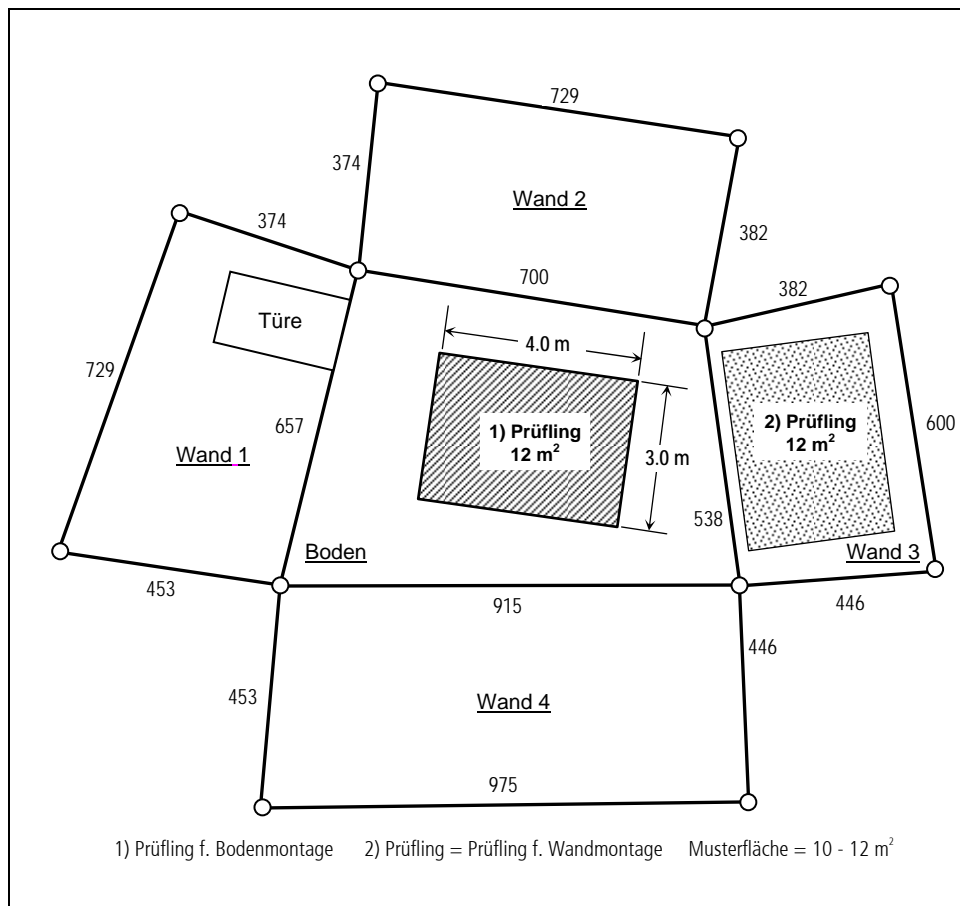 729
374
Wand 2
374
382
700
382
Türe
4.0 m
729
1) Prüfling
12 m²
2) Prüfling
12 m²
600
657
Wand 1
3.0 m
538
Boden
Wand 3
453
915
446
446
453
Wand 4
975
1) Prüfling f. Bodenmontage 2) Prüfling = Prüfling f. Wandmontage Musterfläche = 10 - 12 m²